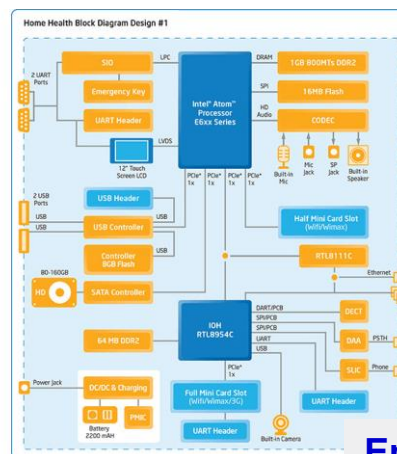 Home Health Block Diagram Design #1
2 UART
Ports
SIO
LPC
Emergency Key
UART Header
LVDS
12" Touch
Screen LCD
Intel® Atom™
Processor
E6xx Series
DRAM
1GB 800MTs DDR2
SPI
16MB Flash
HD
Audio
CODEC
Built-in
Mic
Mic
Jack
SP
Jack
Built-in
Speaker
PCIe*
1x
PCIe*
1x
PCIe*
1x
PCIe*
1x
2 USB
Ports
USB Header
USB
USB
USB Controller
USB
USB
Controller
8GB Flash
Half Mini Card Slot
(Wifi/Wimax)
RTL8111C
Ethernet
80-160GB
HD
SATA Controller
64 MB DDR2
IOH
RTL8954C
DART/PCB
SPI/PCB
SPI/PCB
UART
USB
DECT
DAA
PSTH
SLIC
Phone
UART Header
PCIe*
1x
Power Jack
DC/DC & Charging
Battery
2200 mAH
PMIC
Full Mini Card Slot
(Wifi/Wimax/3G)
UART Header
Built-in Camera